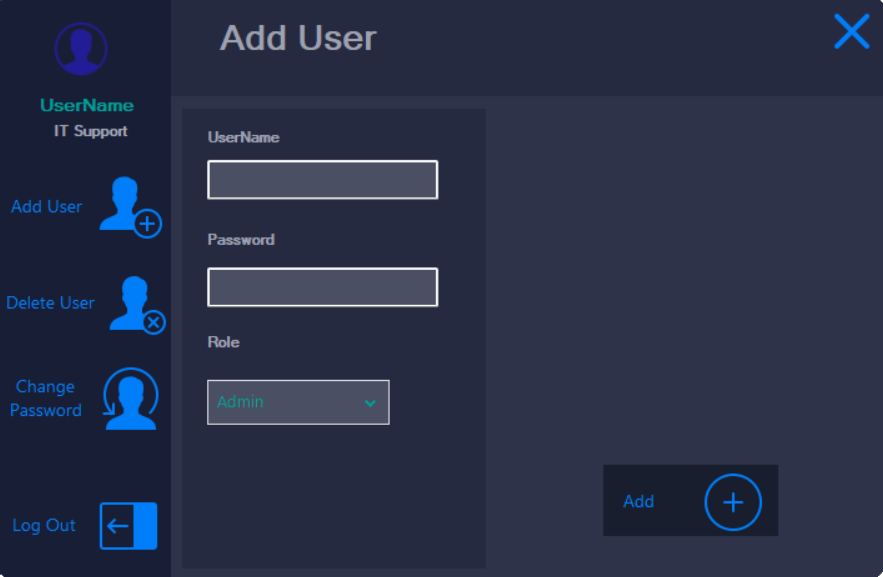 Add User
UserName
IT Support
Add User
Delete User
Change
Password
Log Out
UserName
Password
Role
Admin
Add